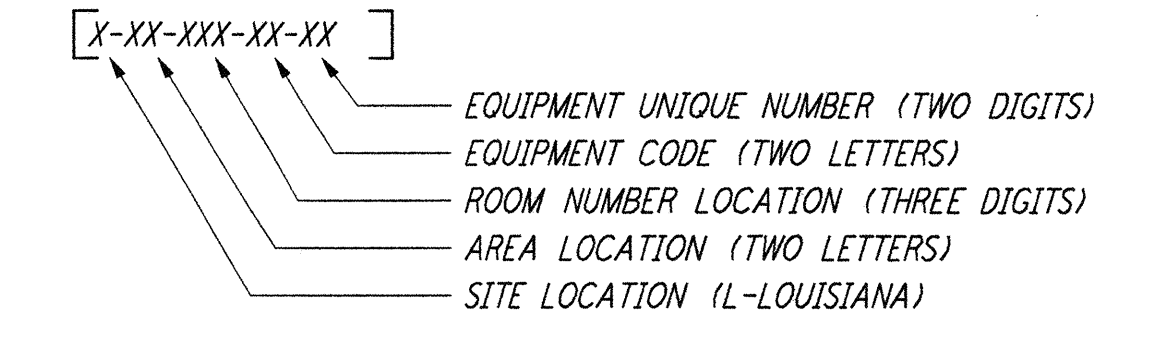 [X-XX-XXX-XX-XX ]
EQUIPMENT UNIQUE NUMBER (TWO DIGITS)
EQUIPMENT CODE (TWO LETTERS)
ROOM NUMBER LOCATION (THREE DIGITS)
AREA LOCATION (TWO LETTERS)
SITE LOCATION (L-LOUISIANA)